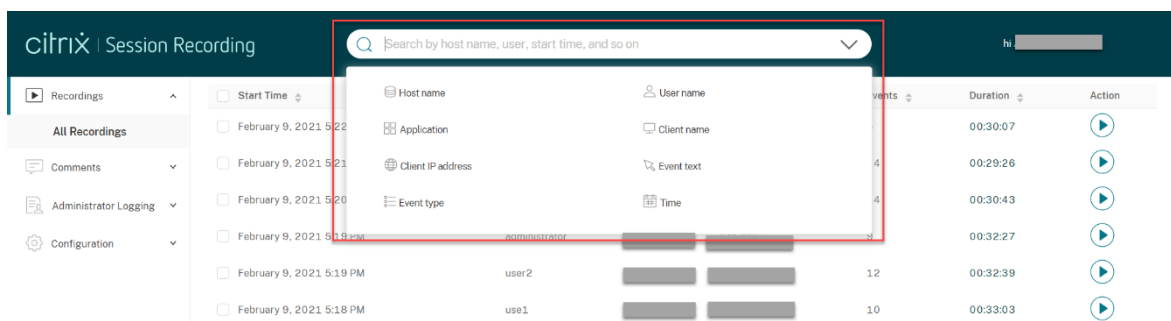 citrix | Session Recording
Search by host name, user, start time, and so on
hi
Recordings
Start Time
Host name
User name
vents
Duration
Action
All Recordings
February 9, 2021 5:22
Application
Client name
00:30:07
Comments
February 9, 2021 5:21
Client IP address
Event text
4
00:29:26
Administrator Logging
February 9, 2021 5:20
Event type
Time
4
00:30:43
Configuration
February 9, 2021 5:19 PM
administrator
9
00:32:27
February 9, 2021 5:19 PM
user2
12
00:32:39
February 9, 2021 5:18 PM
use1
10
00:33:03